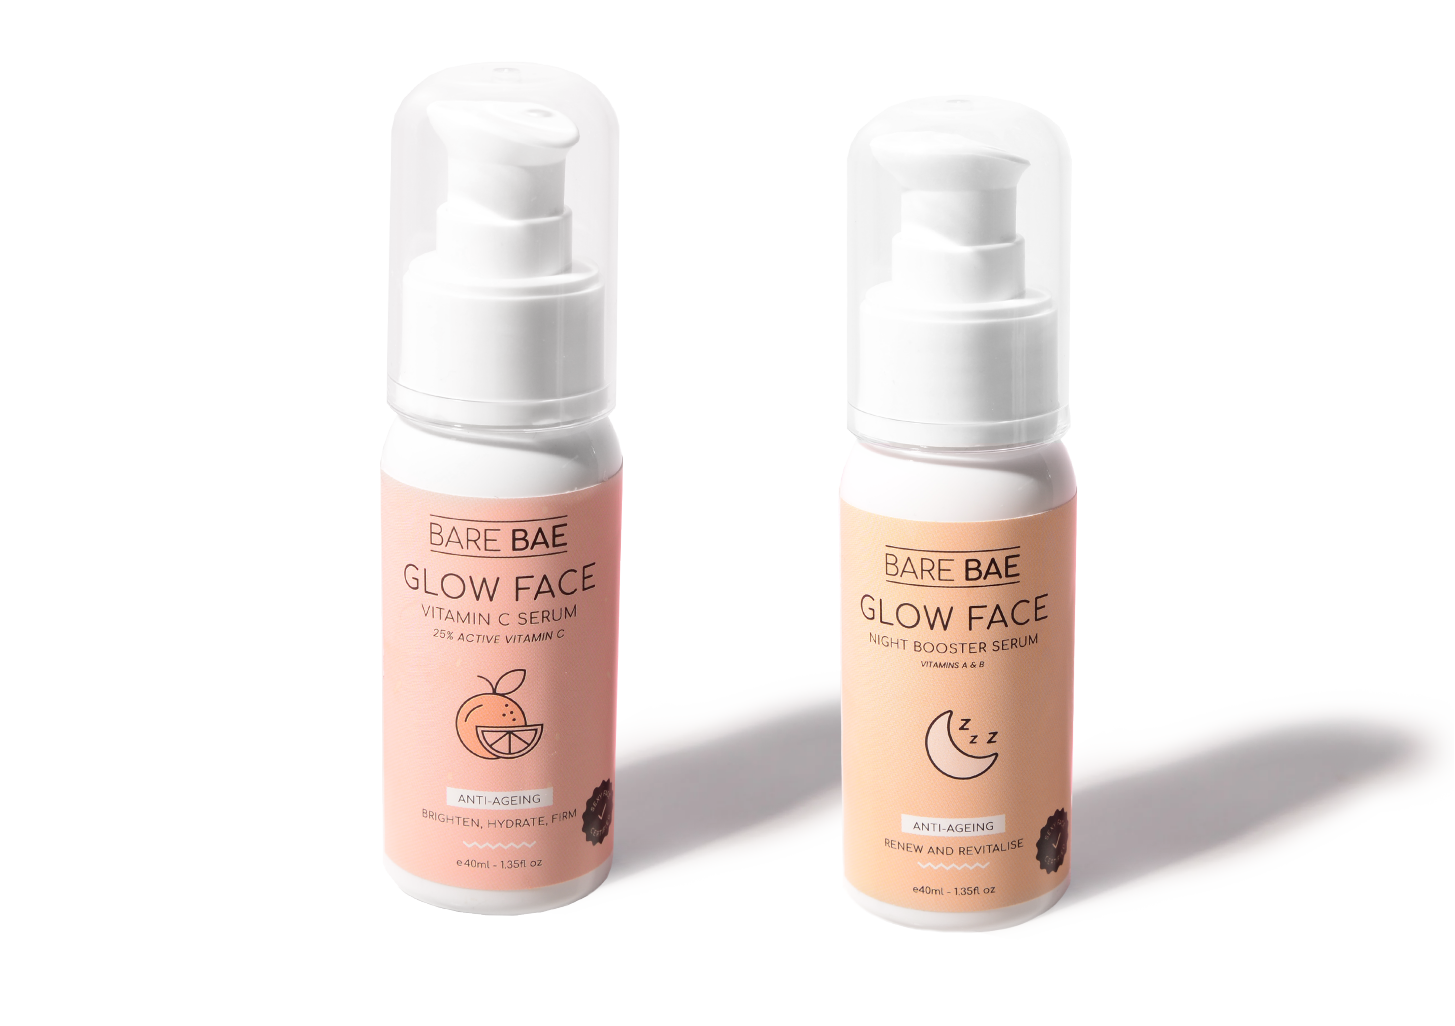 BARE BAE
GLOW FACE
VITAMIN C SERUM
25% ACTIVE VITAMIN C
ANTI-AGEING
BRIGHTEN, HYDRATE, FIRM
e40ml - 1.35fl oz
BARE BAE
GLOW FACE
NIGHT BOOSTER SERUM
VITAMINS A & B
z
z z
ANTI-AGEING
RENEW AND REVITALISE
e40ml - 1.35fl oz